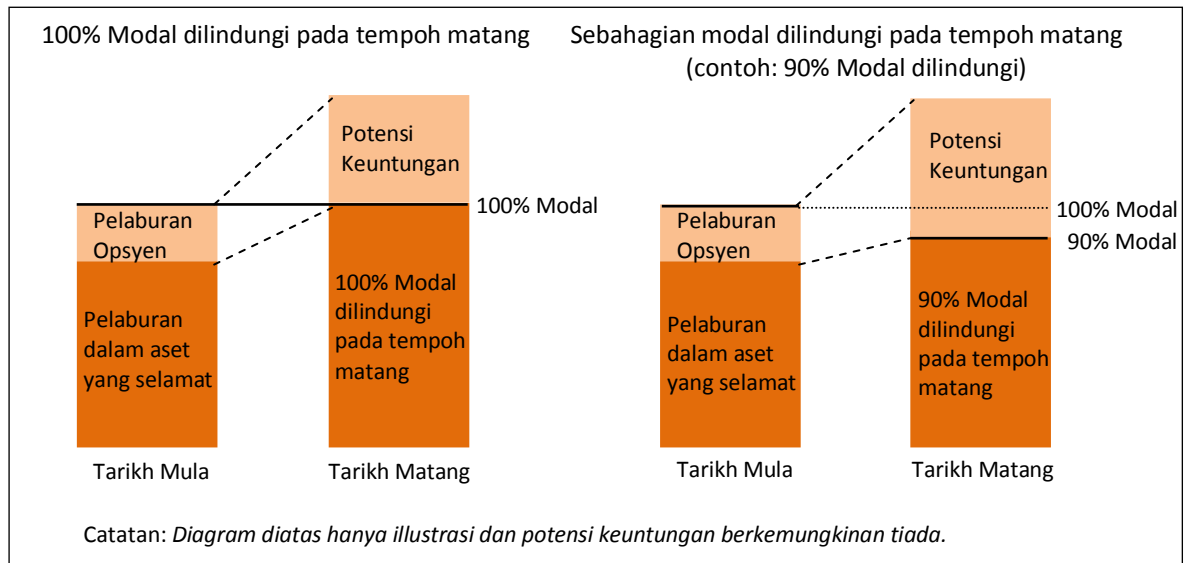 100% Modal dilindungi pada tempoh matang
Potensi
Keuntungan
100% Modal
Pelaburan
Opsyen
Pelaburan
dalam aset
yang selamat
100% Modal
dilindungi
pada tempoh
matang
Tarikh Mula
Tarikh Matang
Sebahagian modal dilindungi pada tempoh matang
(contoh: 90% Modal dilindungi)
Potensi
Keuntungan
100% Modal
90% Modal
Pelaburan
Opsyen
Pelaburan
dalam aset
yang selamat
90% Modal
dilindungi
pada tempoh
matang
Tarikh Mula
Tarikh Matang
Catatan: Diagram diatas hanya illustrasi dan potensi keuntungan berkemungkinan tiada.